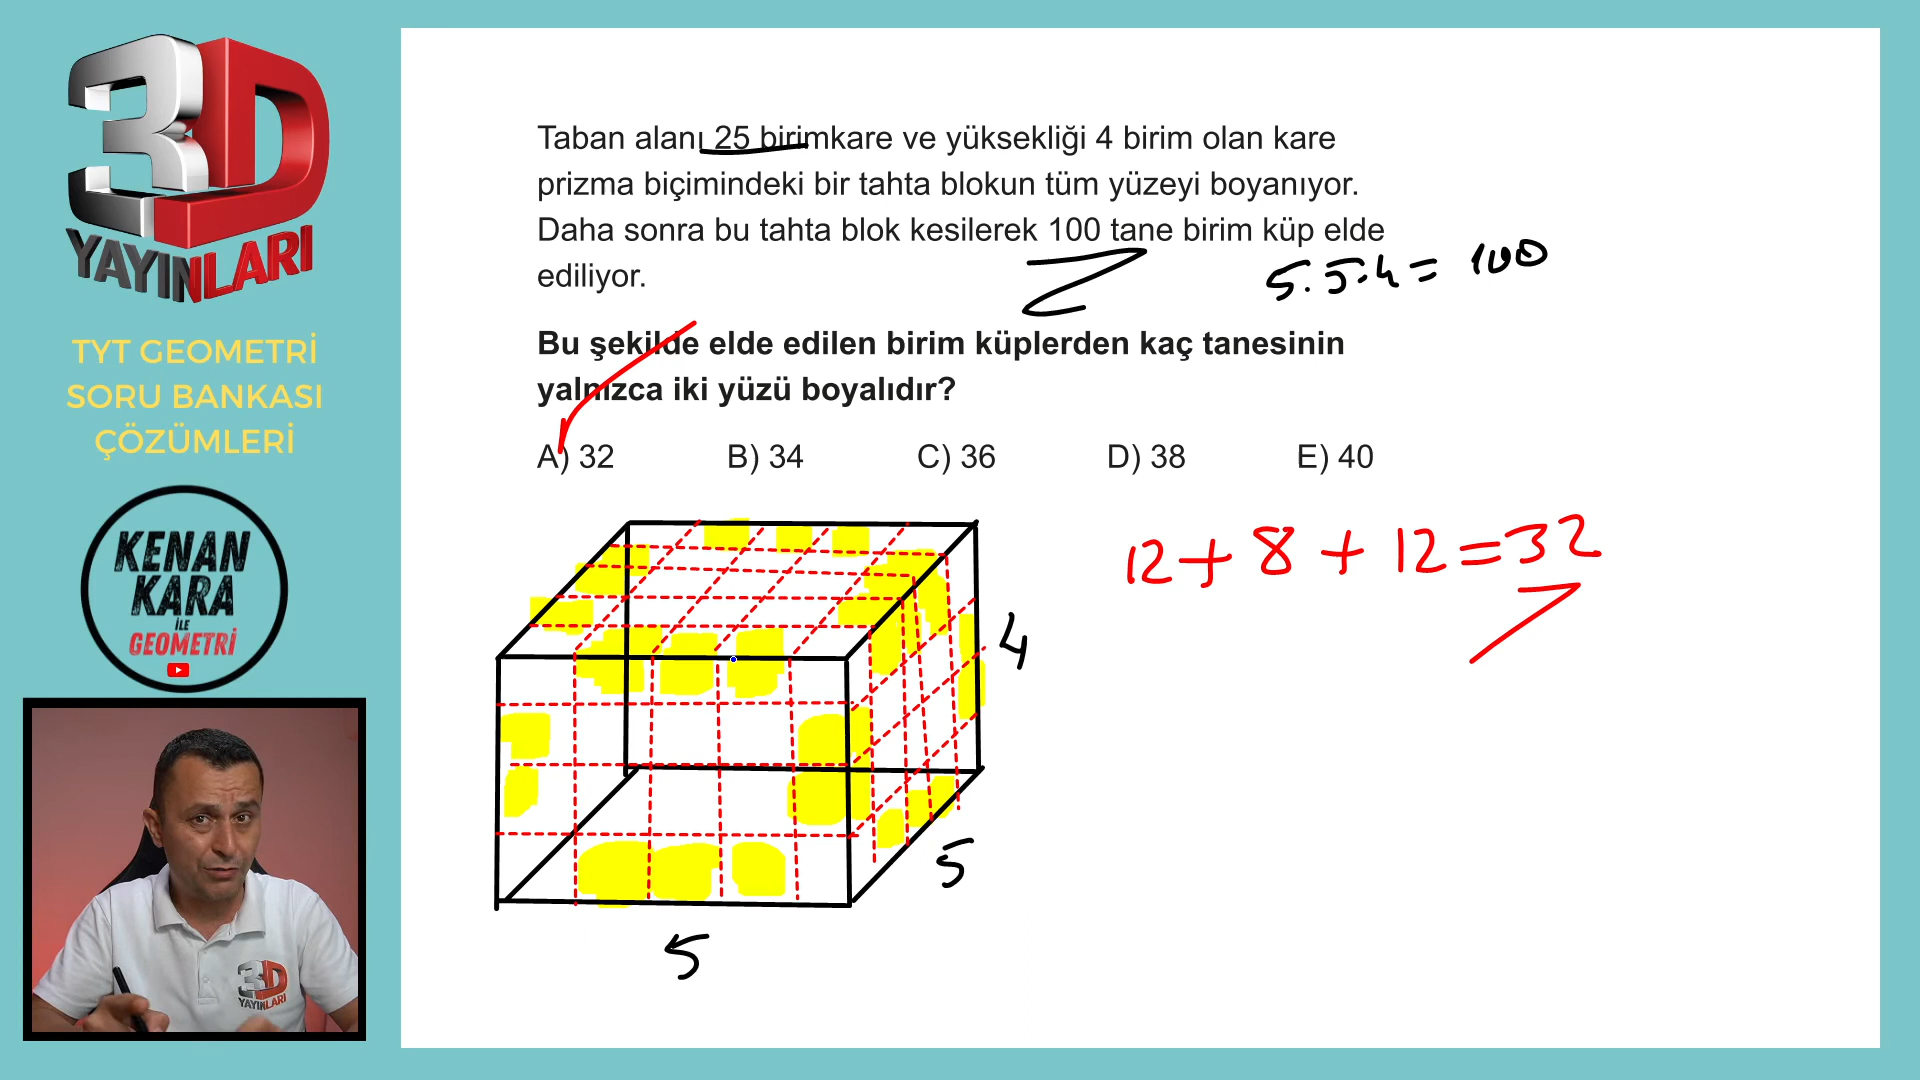 3D
YAYINLARI
TYT GEOMETRİ
SORU BANKASI
ÇÖZÜMLERİ
KENAN
KARA
İLE
GEOMETRİ
3D
YAYINLARI
Taban alanı 25 birimkare ve yüksekliği 4 birim olan kare
prizma biçimindeki bir tahta blokun tüm yüzeyi boyanıyor.
Daha sonra bu tahta blok kesilerek 100 tane birim küp elde
ediliyor.
5.5.4 = 100
Bu şekilde elde edilen birim küplerden kaç tanesinin
yalnızca iki yüzü boyalıdır?
A) 32 B) 34 C) 36 D) 38 E) 40
12 + 8 + 12 = 32
4
5
5